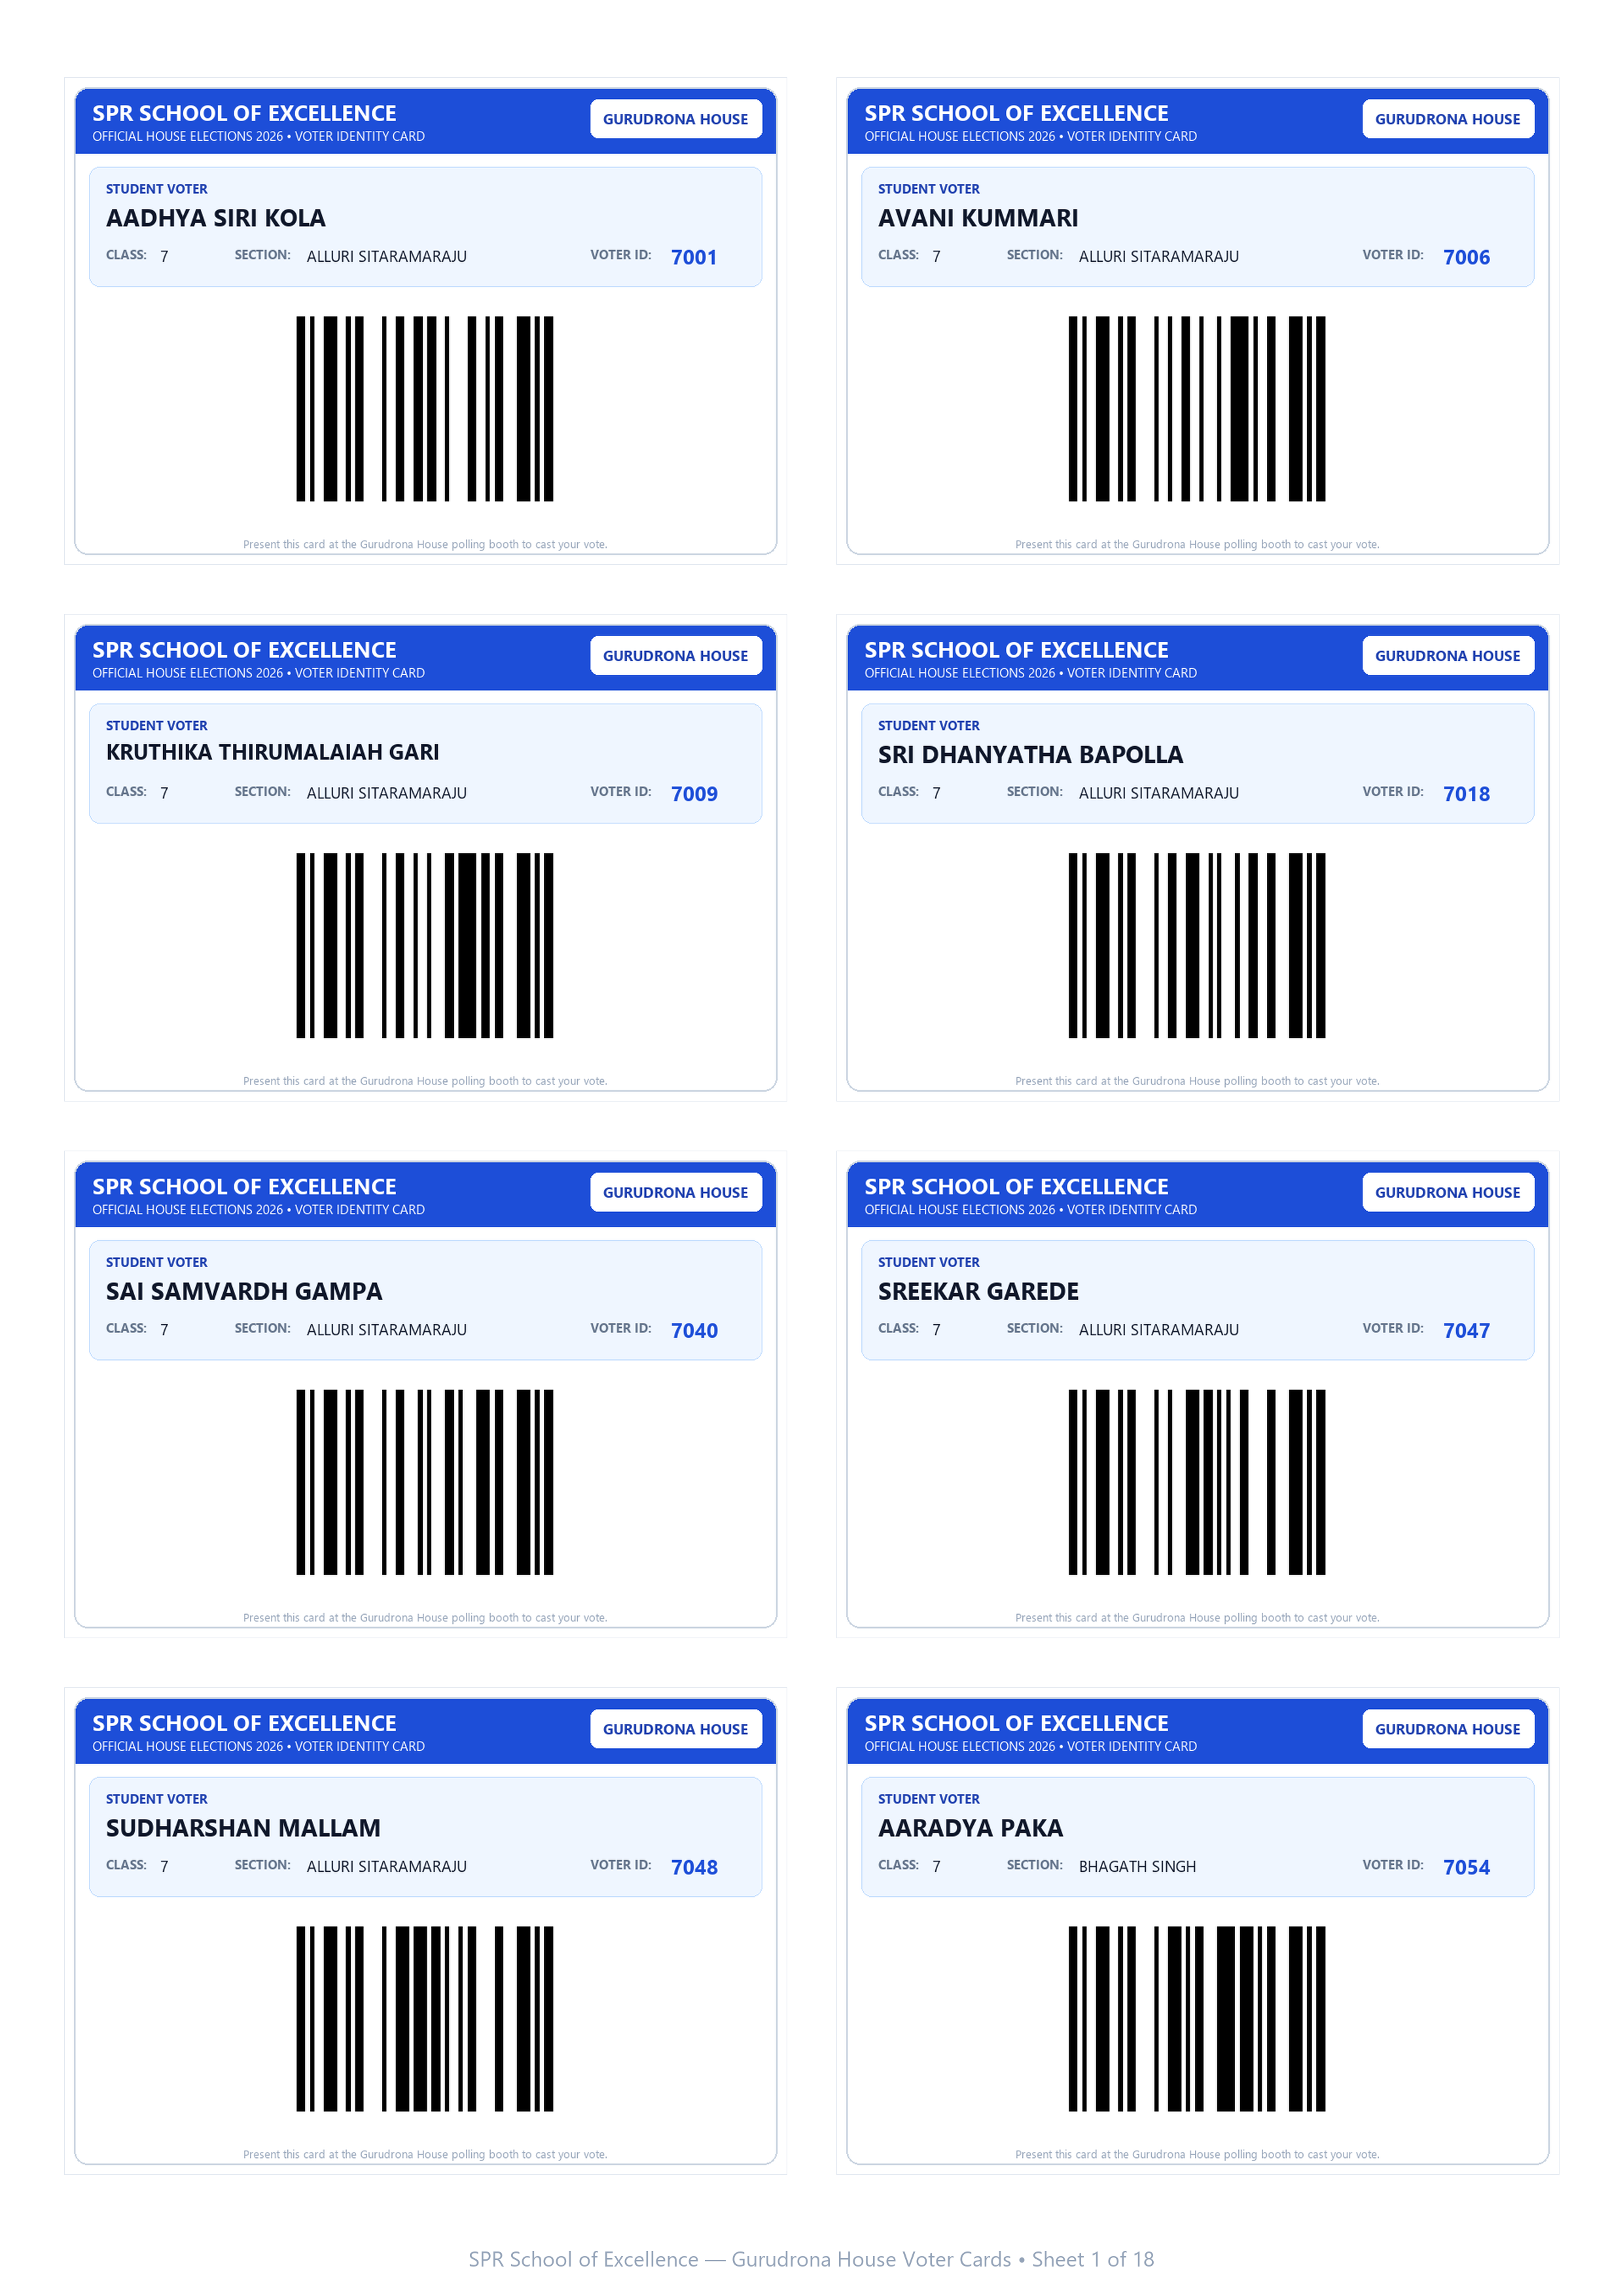 SPR SCHOOL OF EXCELLENCE
OFFICIAL HOUSE ELECTIONS 2026 • VOTER IDENTITY CARD
GURUDRONA HOUSE
STUDENT VOTER
AADHYA SIRI KOLA
CLASS: 7 SECTION: ALLURI SITARAMARAJU VOTER ID: 7001
Present this card at the Gurudrona House polling booth to cast your vote.
SPR SCHOOL OF EXCELLENCE
OFFICIAL HOUSE ELECTIONS 2026 • VOTER IDENTITY CARD
GURUDRONA HOUSE
STUDENT VOTER
AVANI KUMMARI
CLASS: 7 SECTION: ALLURI SITARAMARAJU VOTER ID: 7006
Present this card at the Gurudrona House polling booth to cast your vote.
SPR SCHOOL OF EXCELLENCE
OFFICIAL HOUSE ELECTIONS 2026 • VOTER IDENTITY CARD
GURUDRONA HOUSE
STUDENT VOTER
KRUTHIKA THIRUMALAIAH GARI
CLASS: 7 SECTION: ALLURI SITARAMARAJU VOTER ID: 7009
Present this card at the Gurudrona House polling booth to cast your vote.
SPR SCHOOL OF EXCELLENCE
OFFICIAL HOUSE ELECTIONS 2026 • VOTER IDENTITY CARD
GURUDRONA HOUSE
STUDENT VOTER
SRI DHANYATHA BAPOLLA
CLASS: 7 SECTION: ALLURI SITARAMARAJU VOTER ID: 7018
Present this card at the Gurudrona House polling booth to cast your vote.
SPR SCHOOL OF EXCELLENCE
OFFICIAL HOUSE ELECTIONS 2026 • VOTER IDENTITY CARD
GURUDRONA HOUSE
STUDENT VOTER
SAI SAMVARDH GAMPA
CLASS: 7 SECTION: ALLURI SITARAMARAJU VOTER ID: 7040
Present this card at the Gurudrona House polling booth to cast your vote.
SPR SCHOOL OF EXCELLENCE
OFFICIAL HOUSE ELECTIONS 2026 • VOTER IDENTITY CARD
GURUDRONA HOUSE
STUDENT VOTER
SREEKAR GAREDE
CLASS: 7 SECTION: ALLURI SITARAMARAJU VOTER ID: 7047
Present this card at the Gurudrona House polling booth to cast your vote.
SPR SCHOOL OF EXCELLENCE
OFFICIAL HOUSE ELECTIONS 2026 • VOTER IDENTITY CARD
GURUDRONA HOUSE
STUDENT VOTER
SUDHARSHAN MALLAM
CLASS: 7 SECTION: ALLURI SITARAMARAJU VOTER ID: 7048
Present this card at the Gurudrona House polling booth to cast your vote.
SPR SCHOOL OF EXCELLENCE
OFFICIAL HOUSE ELECTIONS 2026 • VOTER IDENTITY CARD
GURUDRONA HOUSE
STUDENT VOTER
AARADYA PAKA
CLASS: 7 SECTION: BHAGATH SINGH VOTER ID: 7054
Present this card at the Gurudrona House polling booth to cast your vote.
SPR School of Excellence — Gurudrona House Voter Cards • Sheet 1 of 18